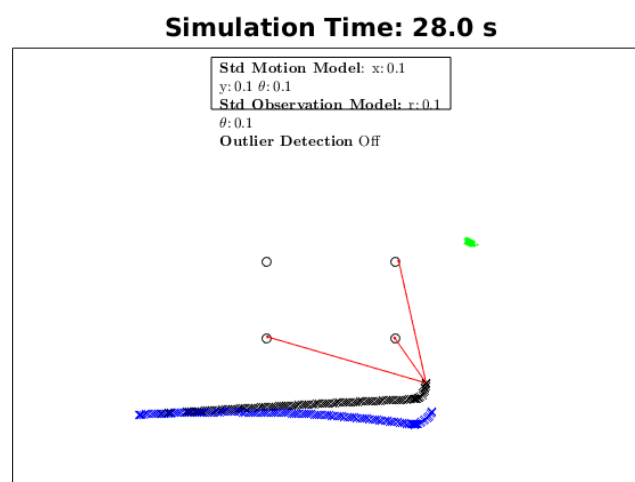 Simulation Time: 28.0 s
Std Motion Model: x: 0.1
y: 0.1 θ: 0.1
Std Observation Model: r: 0.1
θ: 0.1
Outlier Detection Off